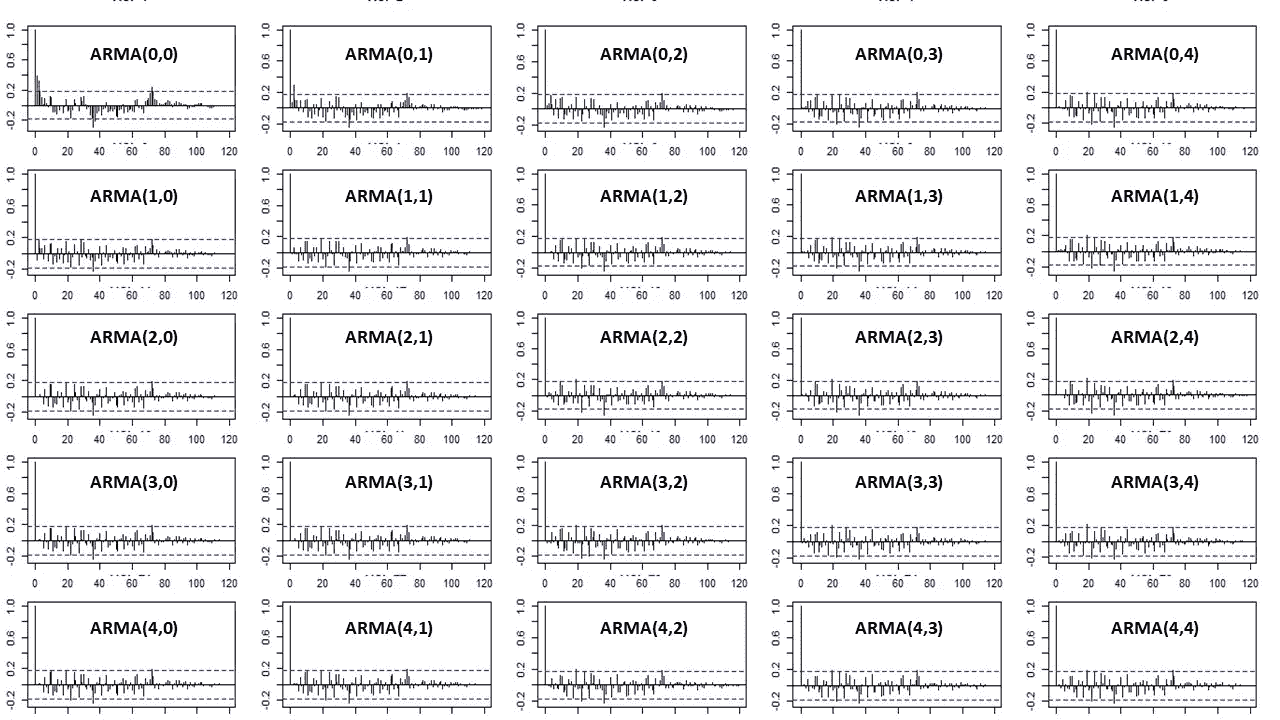 ARMA(0,0) ARMA(0,1) ARMA(0,2) ARMA(0,3) ARMA(0,4)
1.0 0.6 0.2 -0.2 1.0 0.6 0.2 -0.2 1.0 0.6 0.2 -0.2 1.0 0.6 0.2 -0.2 1.0 0.6 0.2 -0.2
0 20 40 60 80 100 120 0 20 40 60 80 100 120 0 20 40 60 80 100 120 0 20 40 60 80 100 120 0 20 40 60 80 100 120
ARMA(1,0) ARMA(1,1) ARMA(1,2) ARMA(1,3) ARMA(1,4)
1.0 0.6 0.2 -0.2 1.0 0.6 0.2 -0.2 1.0 0.6 0.2 -0.2 1.0 0.6 0.2 -0.2 1.0 0.6 0.2 -0.2
0 20 40 60 80 100 120 0 20 40 60 80 100 120 0 20 40 60 80 100 120 0 20 40 60 80 100 120 0 20 40 60 80 100 120
ARMA(2,0) ARMA(2,1) ARMA(2,2) ARMA(2,3) ARMA(2,4)
1.0 0.6 0.2 -0.2 1.0 0.6 0.2 -0.2 1.0 0.6 0.2 -0.2 1.0 0.6 0.2 -0.2 1.0 0.6 0.2 -0.2
0 20 40 60 80 100 120 0 20 40 60 80 100 120 0 20 40 60 80 100 120 0 20 40 60 80 100 120 0 20 40 60 80 100 120
ARMA(3,0) ARMA(3,1) ARMA(3,2) ARMA(3,3) ARMA(3,4)
1.0 0.6 0.2 -0.2 1.0 0.6 0.2 -0.2 1.0 0.6 0.2 -0.2 1.0 0.6 0.2 -0.2 1.0 0.6 0.2 -0.2
0 20 40 60 80 100 120 0 20 40 60 80 100 120 0 20 40 60 80 100 120 0 20 40 60 80 100 120 0 20 40 60 80 100 120
ARMA(4,0) ARMA(4,1) ARMA(4,2) ARMA(4,3) ARMA(4,4)
1.0 0.6 0.2 -0.2 1.0 0.6 0.2 -0.2 1.0 0.6 0.2 -0.2 1.0 0.6 0.2 -0.2 1.0 0.6 0.2 -0.2